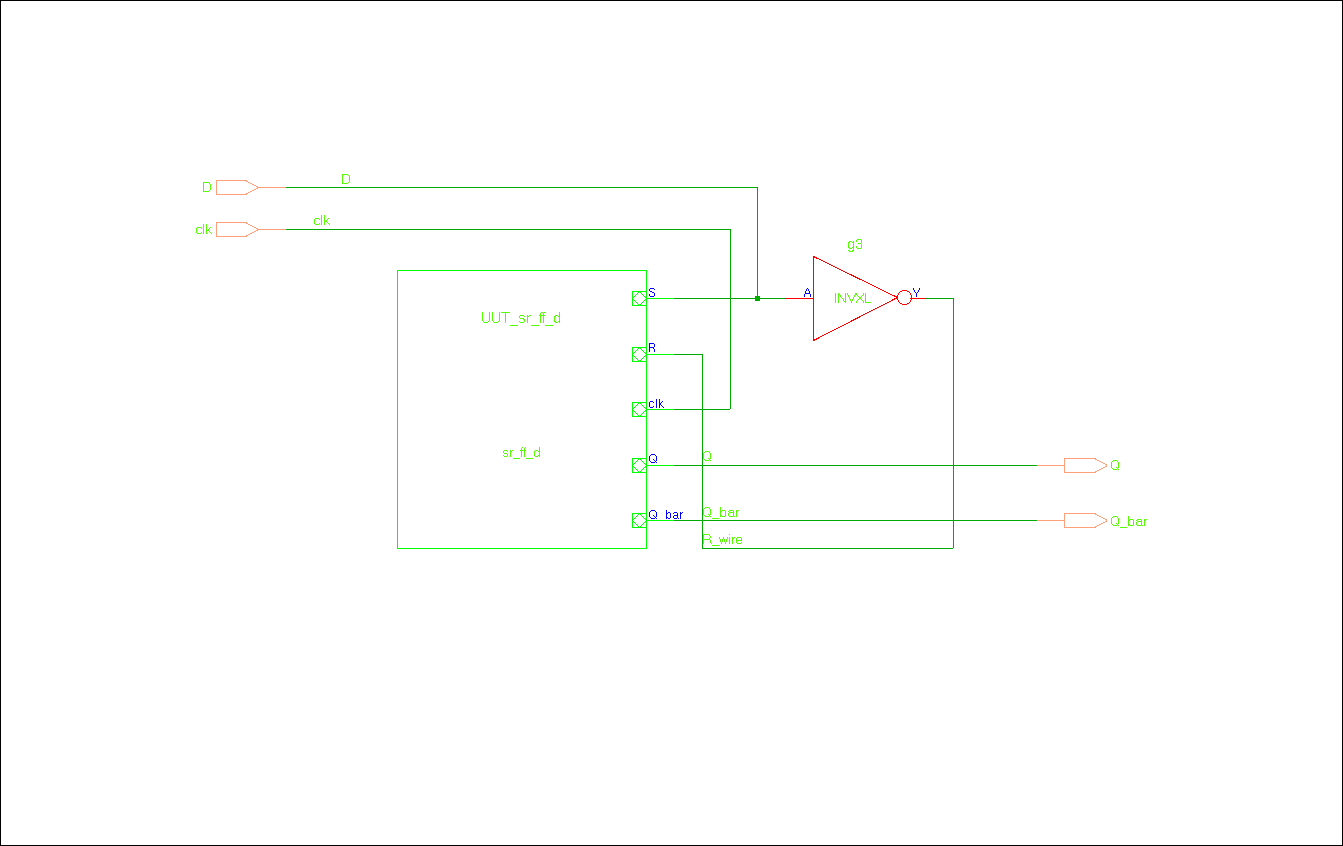 D
D
clk
clk
g3
S
A
INVXL
Y
UUT_sr_ff_d
R
clk
sr_ff_d
Q
Q
Q
Q_bar
Q_bar
Q_bar
R_wire